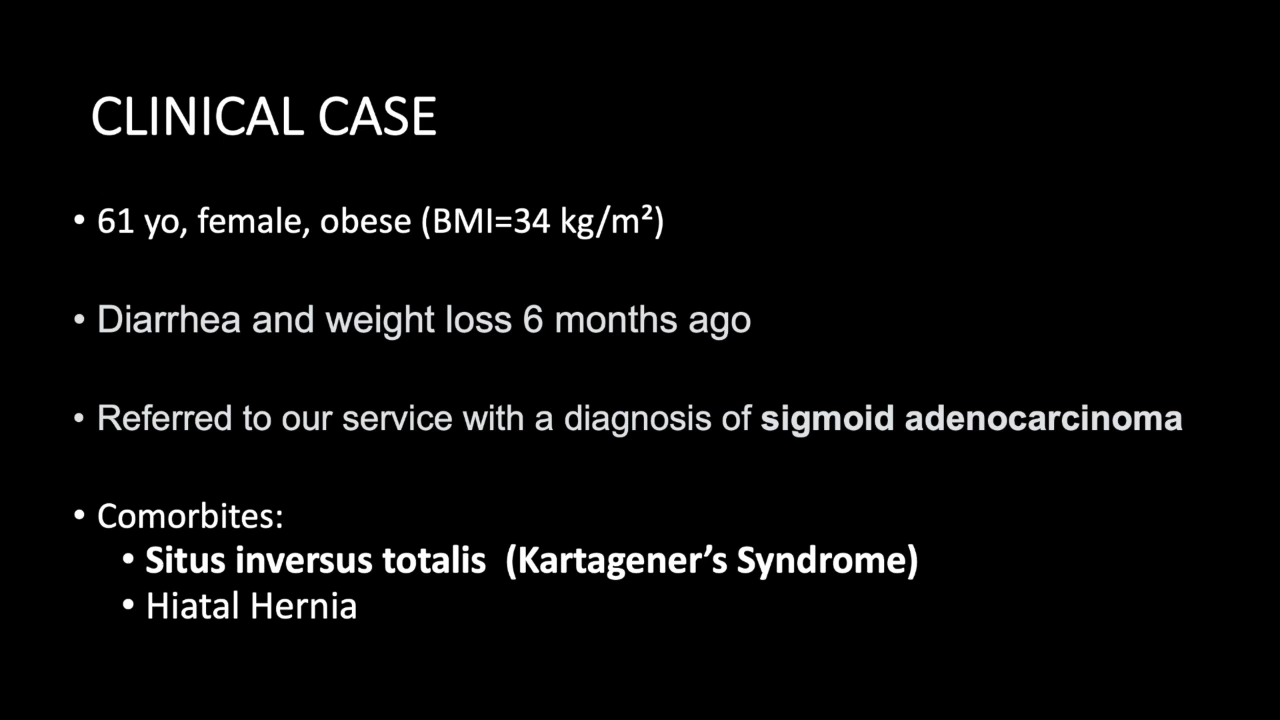 CLINICAL CASE
• 61 yo, female, obese (BMI=34 kg/m²)
• Diarrhea and weight loss 6 months ago
• Referred to our service with a diagnosis of sigmoid adenocarcinoma
• Comorbites:
• Situs inversus totalis  (Kartagener’s Syndrome)
• Hiatal Hernia